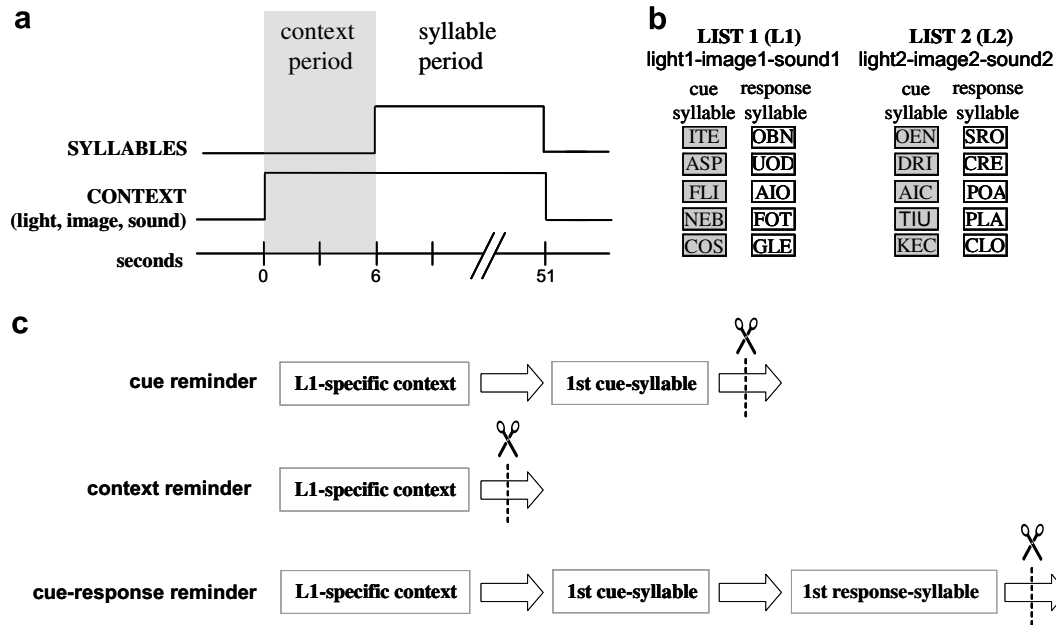 a
context
period
syllable
period
SYLLABLES
CONTEXT
(light, image, sound)
seconds
0 6 51
b
LIST 1 (L1)
light1-image1-sound1
cue response
syllable syllable
ITE OBN
ASP UOD
FLI AIO
NEB FOT
COS GLE
LIST 2 (L2)
light2-image2-sound2
cue response
syllable syllable
OEN SRO
DRI CRE
AIC POA
TIU PLA
KEC CLO
c
cue reminder L1-specific context 1st cue-syllable
context reminder L1-specific context
cue-response reminder L1-specific context 1st cue-syllable 1st response-syllable